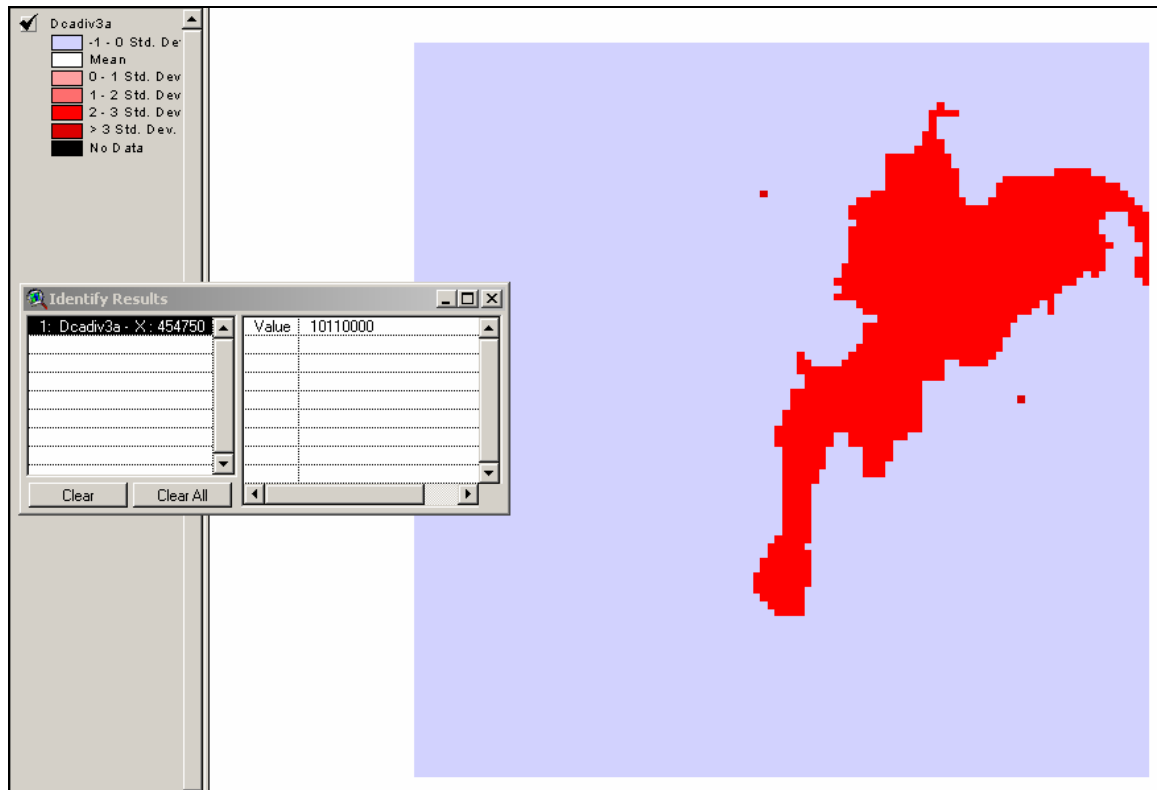 Dcadiv3a
-1 - 0 Std. De
Mean
0 - 1 Std. Dev
1 - 2 Std. Dev
2 - 3 Std. Dev
> 3 Std. Dev.
No Data
Identify Results
1: Dcadiv3a - X: 454750
Value 10110000
Clear Clear All